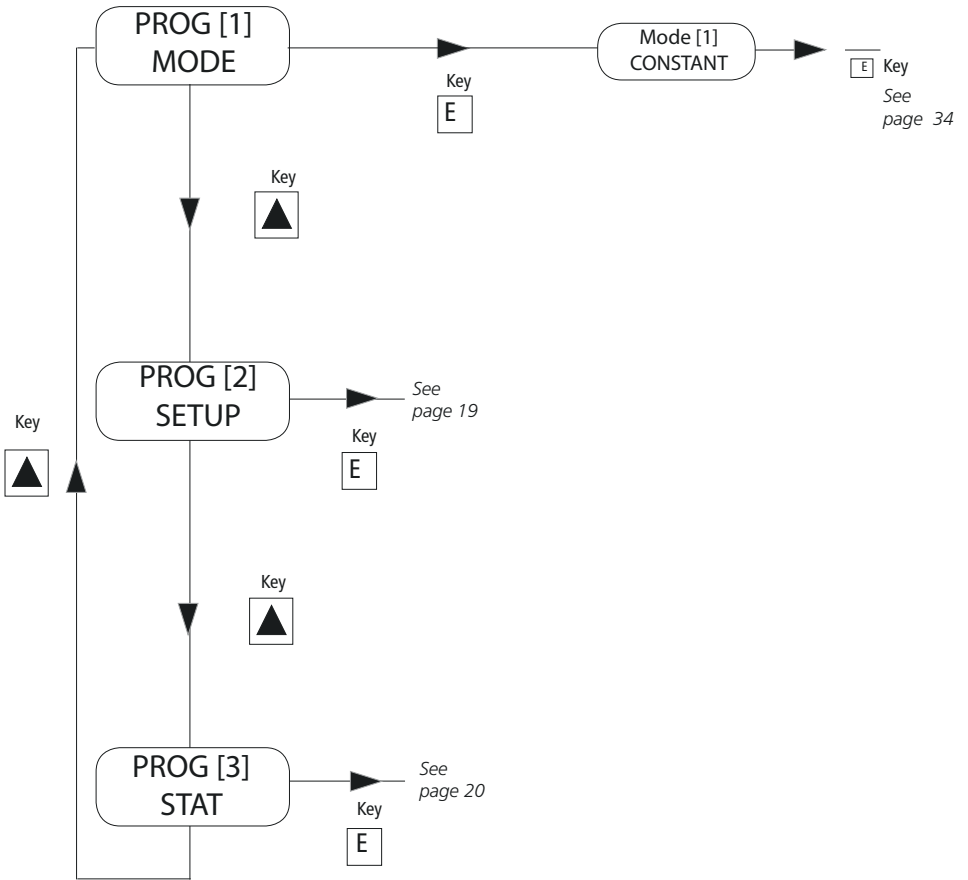 PROG [1]
MODE
Key
E
Mode [1]
CONSTANT
E Key
See
page 34
Key
PROG [2]
SETUP
See
page 19
Key
E
Key
Key
PROG [3]
STAT
See
page 20
Key
E